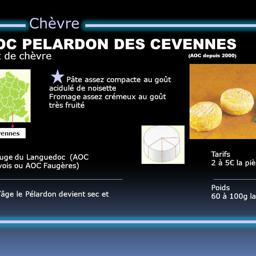 Chèvre
OC PELARDON DES CEVENNES
t de chèvre
(AOC depuis 2000)
Pâte assez compacte au goût
acidulé de noisette
Fromage assez crémeux au goût
très fruité
vennes
uge du Languedoc (AOC
vois ou AOC Faugères)
Tarifs
2 à 5€ la piè
l'âge le Pélardon devient sec et
Poids
60 à 100g la